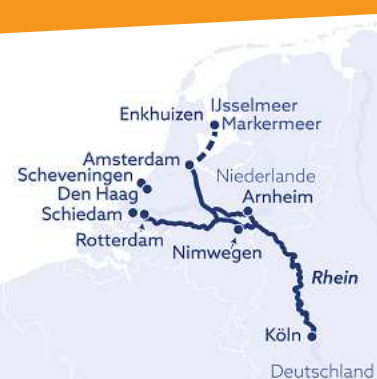 IJsselmeer
Enkhuizen
Markermeer
Amsterdam
Scheveningen
Niederlande
Den Haag
Arnheim
Schiedam
Rotterdam
Nimwegen
Rhein
Köln
Deutschland